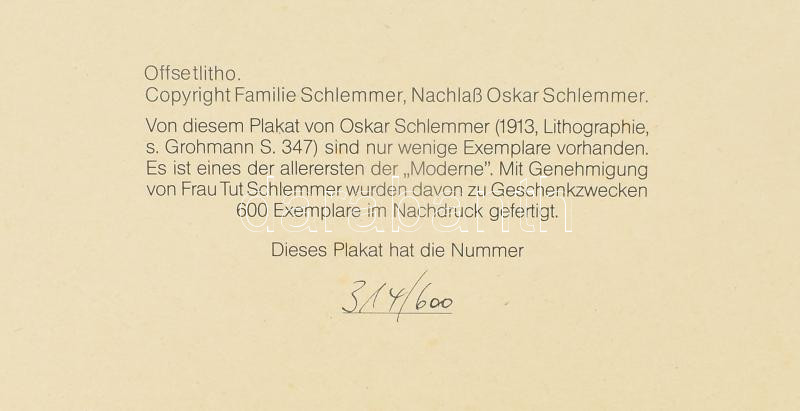 Offsetlitho.
Copyright Familie Schlemmer, Nachlaß Oskar Schlemmer.
Von diesem Plakat von Oskar Schlemmer (1913, Lithographie,
s. Grohmann S. 347) sind nur wenige Exemplare vorhanden.
Es ist eines der allerersten der „Moderne". Mit Genehmigung
von Frau Tut Schlemmer wurden davon zu Geschenkzwecken
600 Exemplare im Nachdruck gefertigt.
darabanth
Dieses Plakat hat die Nummer
314/600